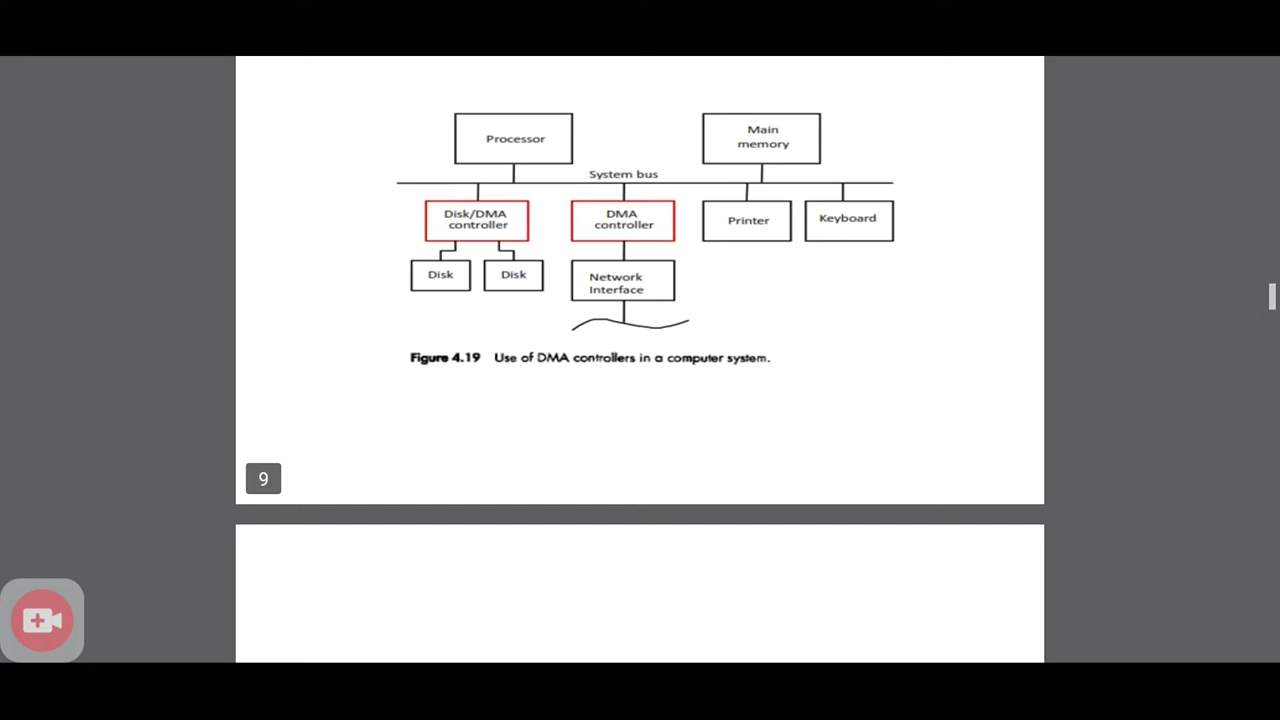 Processor
Main
memory
System bus
Disk/DMA
controller
DMA
controller
Printer
Keyboard
Disk
Disk
Network
Interface
Figure 4.19 Use of DMA controllers in a computer system.
9